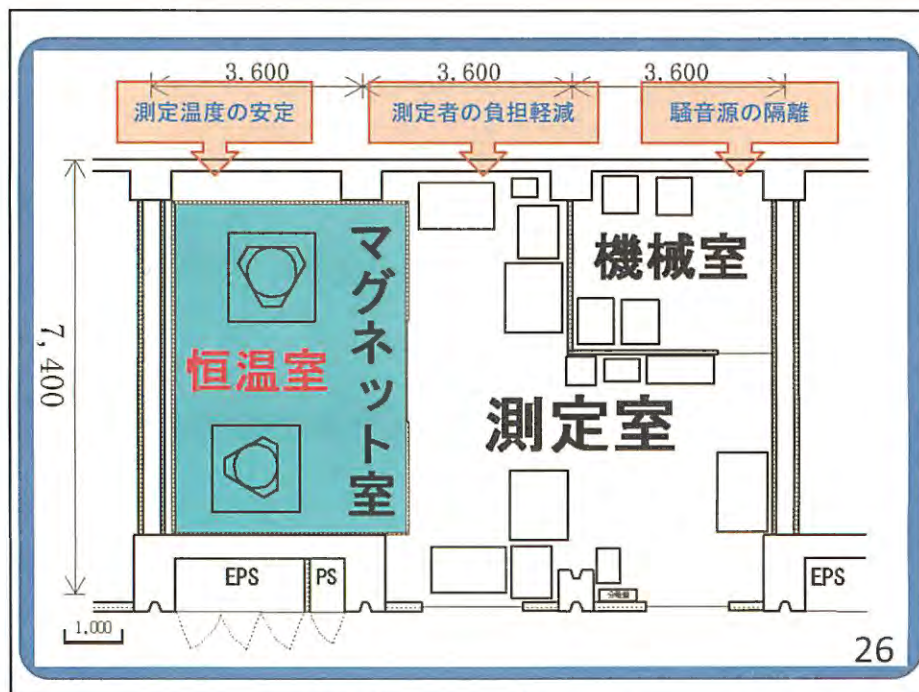 3,600
3,600
3,600
測定温度の安定
測定者の負担軽減
騒音源の隔離
7,400
マグネット室
恒温室
機械室
測定室
EPS
PS
EPS
1,000
26